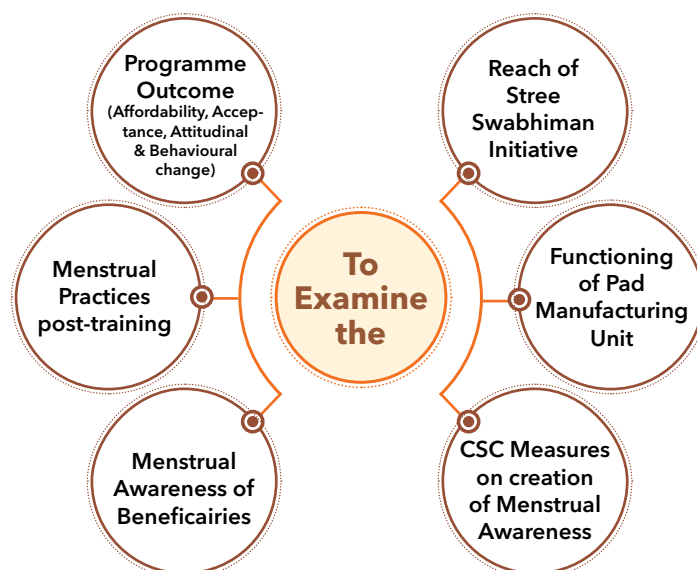 To
Examine
the
Programme
Outcome
(Affordability, Accep-
tance, Attitudinal
& Behavioural
change)
Reach of
Stree
Swabhiman
Initiative
Menstrual
Practices
post-training
Functioning
of Pad
Manufacturing
Unit
Menstrual
Awareness of
Beneficairies
CSC Measures
on creation
of Menstrual
Awareness